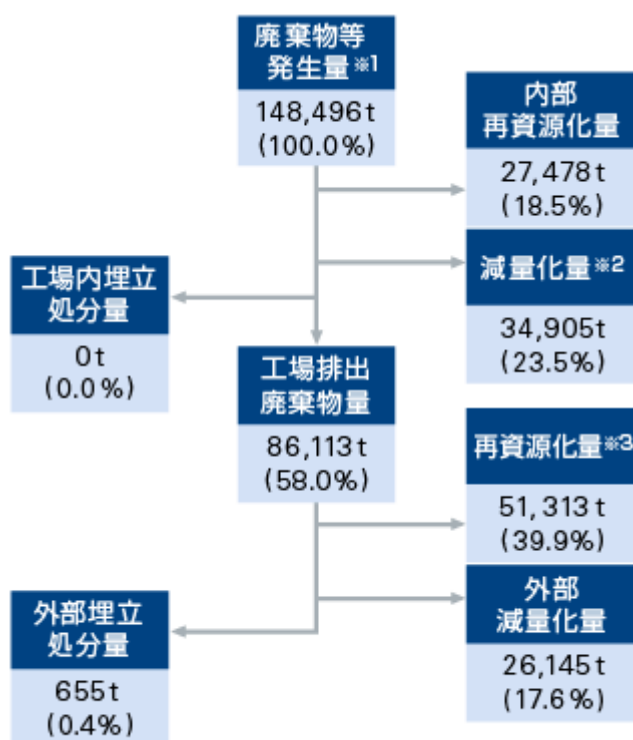 廃棄物等
発生量※1
148,496t
(100.0%)
内部
再資源化量
27,478t
(18.5%)
減量化量※2
34,905t
(23.5%)
工場内埋立
処分量
0t
(0.0%)
工場排出
廃棄物量
86,113t
(58.0%)
再資源化量※3
51,313t
(39.9%)
外部
減量化量
26,145t
(17.6%)
外部埋立
処分量
655t
(0.4%)